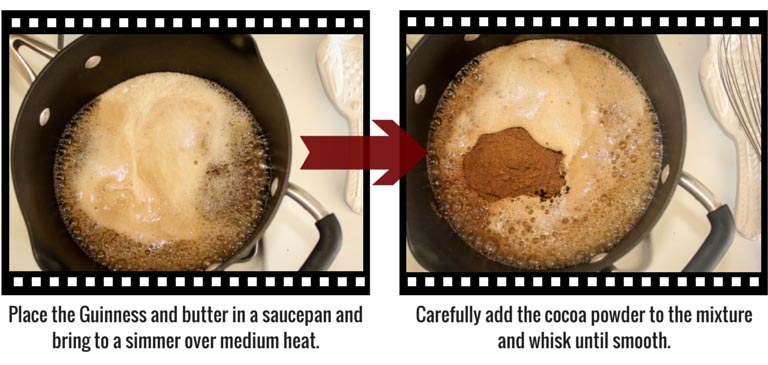 Place the Guinness and butter in a saucepan and
bring to a simmer over medium heat.
Carefully add the cocoa powder to the mixture
and whisk until smooth.